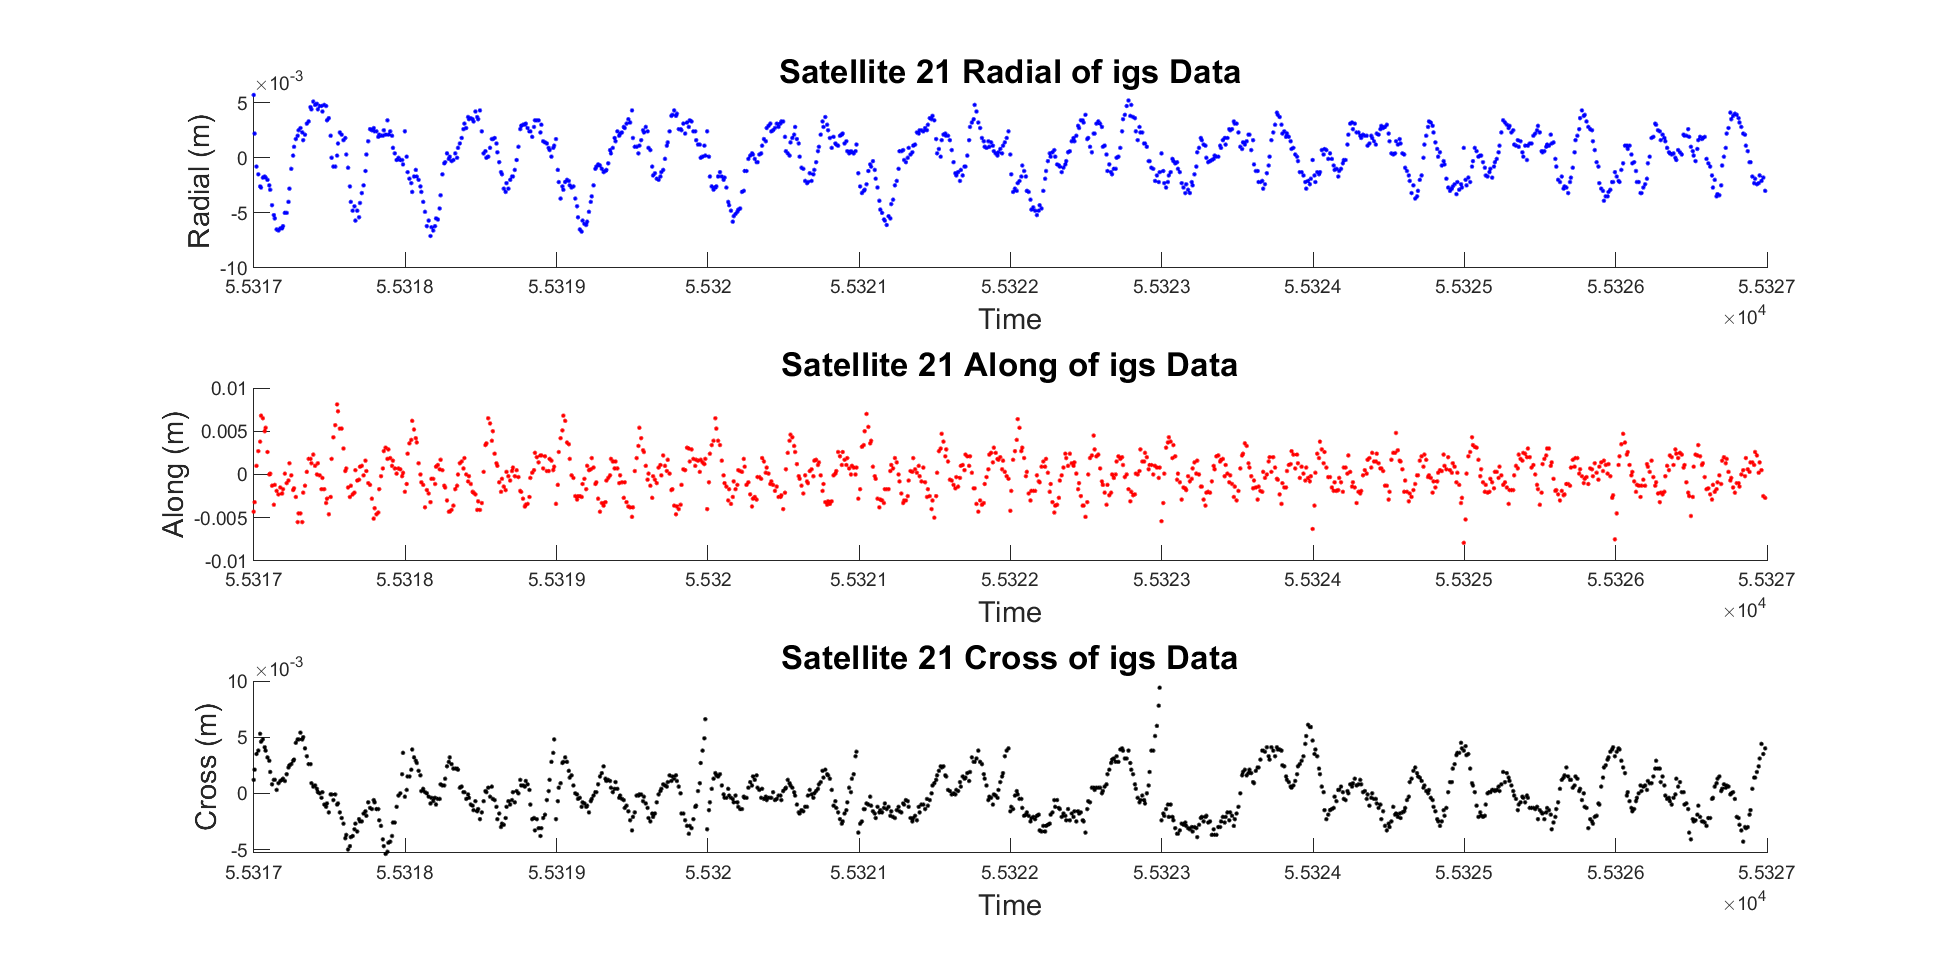 Satellite 21 Radial of igs Data
×10^-3
5
0
-5
-10
Radial (m)
5.5317 5.5318 5.5319 5.532 5.5321 5.5322 5.5323 5.5324 5.5325 5.5326 5.5327
Time
×10^4
Satellite 21 Along of igs Data
0.01
0.005
0
-0.005
-0.01
Along (m)
5.5317 5.5318 5.5319 5.532 5.5321 5.5322 5.5323 5.5324 5.5325 5.5326 5.5327
Time
×10^4
Satellite 21 Cross of igs Data
×10^-3
10
5
0
-5
Cross (m)
5.5317 5.5318 5.5319 5.532 5.5321 5.5322 5.5323 5.5324 5.5325 5.5326 5.5327
Time
×10^4